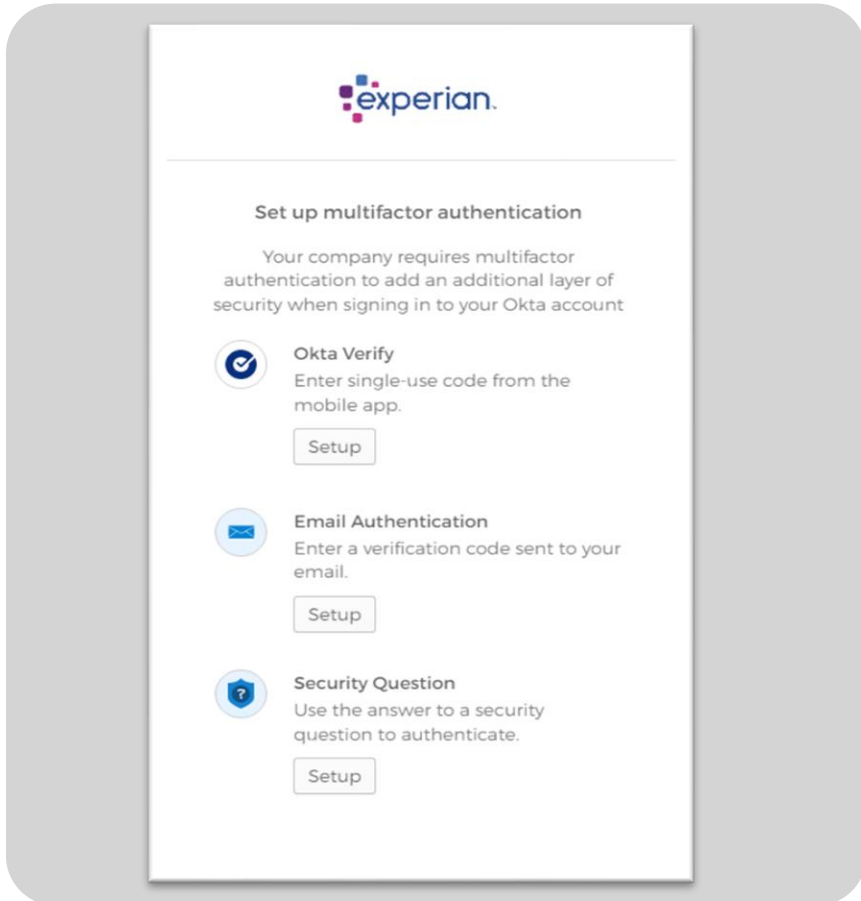 experian™
Set up multifactor authentication
Your company requires multifactor
authentication to add an additional layer of
security when signing in to your Okta account
Okta Verify
Enter single-use code from the
mobile app.
Setup
Email Authentication
Enter a verification code sent to your
email.
Setup
Security Question
?
Use the answer to a security
question to authenticate.
Setup